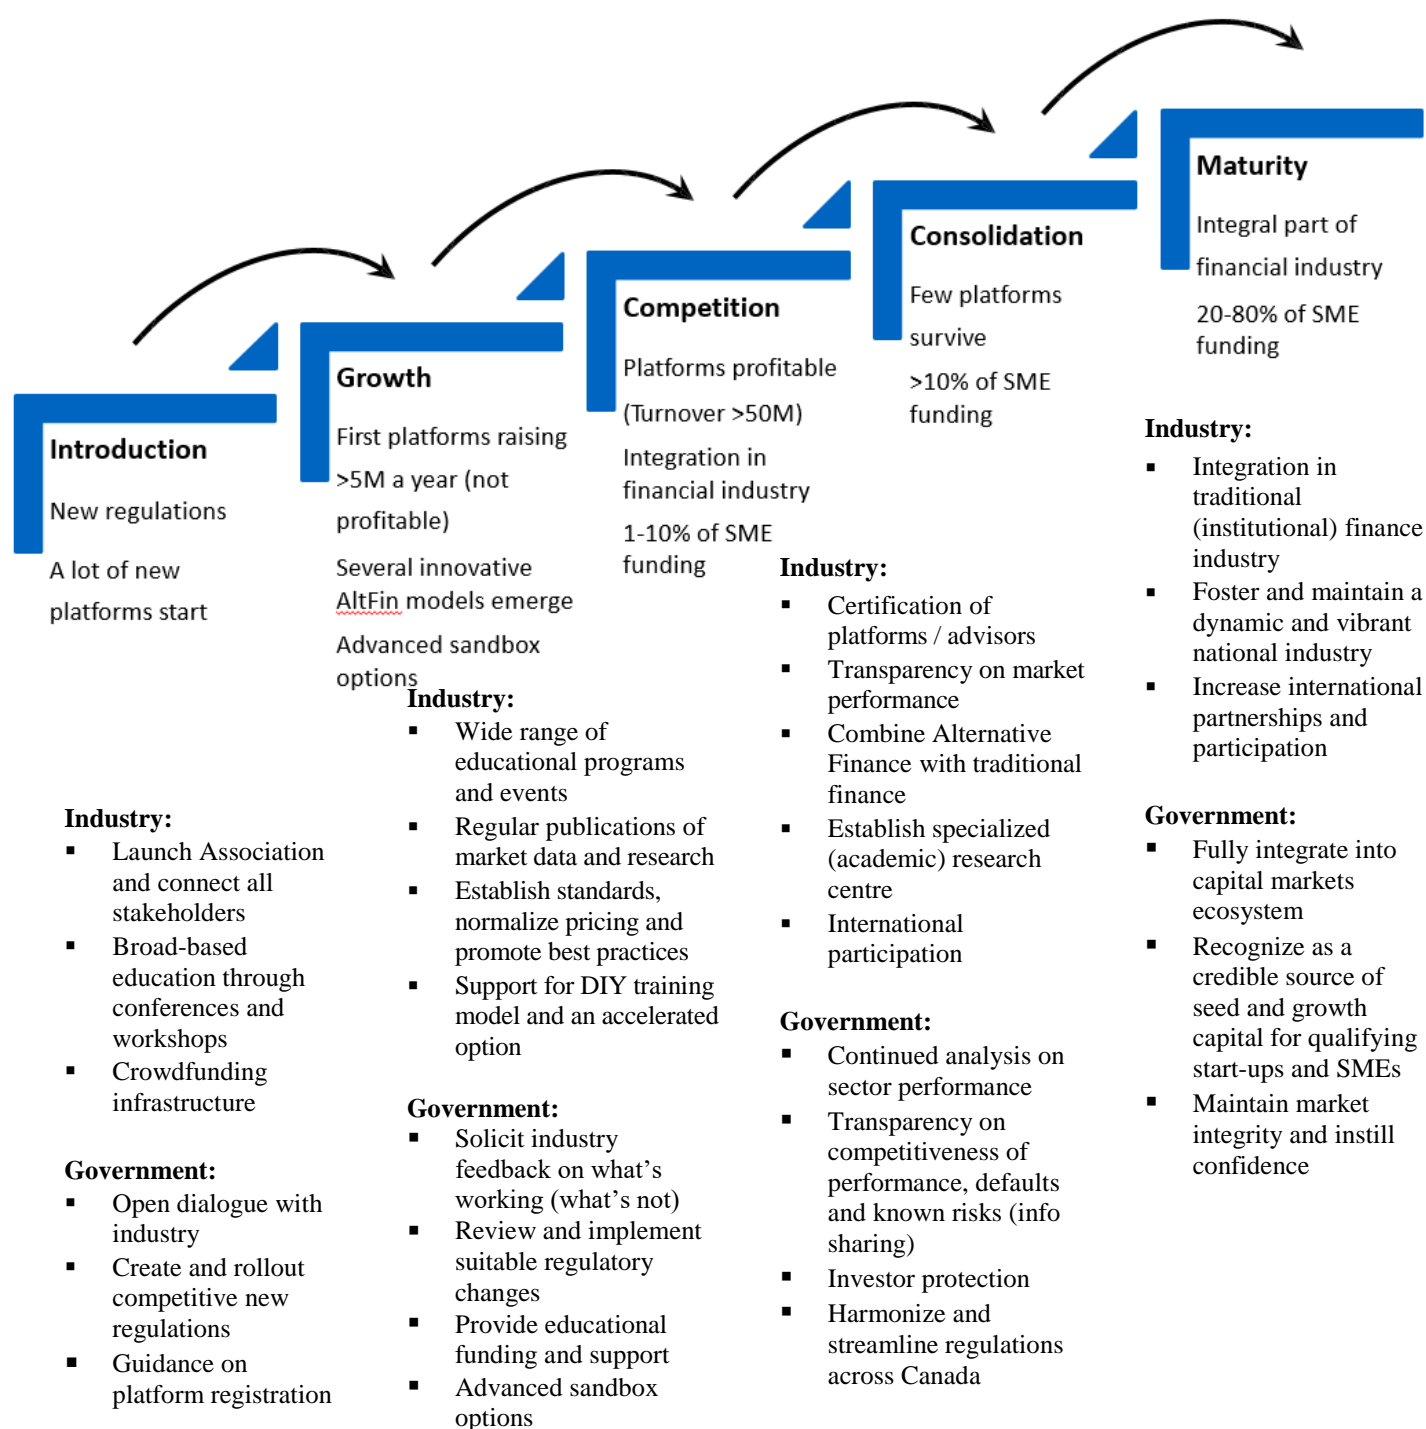 Introduction
New regulations
A lot of new
platforms start
Growth
First platforms raising
>5M a year (not
profitable)
Several innovative
AltFin models emerge
Advanced sandbox
options
Competition
Platforms profitable
(Turnover >50M)
Integration in
financial industry
1-10% of SME
funding
Consolidation
Few platforms
survive
>10% of SME
funding
Maturity
Integral part of
financial industry
20-80% of SME
funding
Industry:
▪ Launch Association
and connect all
stakeholders
▪ Broad-based
education through
conferences and
workshops
▪ Crowdfunding
infrastructure
Government:
▪ Open dialogue with
industry
▪ Create and rollout
competitive new
regulations
▪ Guidance on
platform registration
Industry:
▪ Wide range of
educational programs
and events
▪ Regular publications of
market data and research
▪ Establish standards,
normalize pricing and
promote best practices
▪ Support for DIY training
model and an accelerated
option
Government:
▪ Solicit industry
feedback on what’s
working (what’s not)
▪ Review and implement
suitable regulatory
changes
▪ Provide educational
funding and support
▪ Advanced sandbox
options
Industry:
▪ Certification of
platforms / advisors
▪ Transparency on market
performance
▪ Combine Alternative
Finance with traditional
finance
▪ Establish specialized
(academic) research
centre
▪ International
participation
Government:
▪ Continued analysis on
sector performance
▪ Transparency on
competitiveness of
performance, defaults
and known risks (info
sharing)
▪ Investor protection
▪ Harmonize and
streamline regulations
across Canada
Industry:
▪ Integration in
traditional
(institutional) finance
industry
▪ Foster and maintain a
dynamic and vibrant
national industry
▪ Increase international
partnerships and
participation
Government:
▪ Fully integrate into
capital markets
ecosystem
▪ Recognize as a
credible source of
seed and growth
capital for qualifying
start-ups and SMEs
▪ Maintain market
integrity and instill
confidence